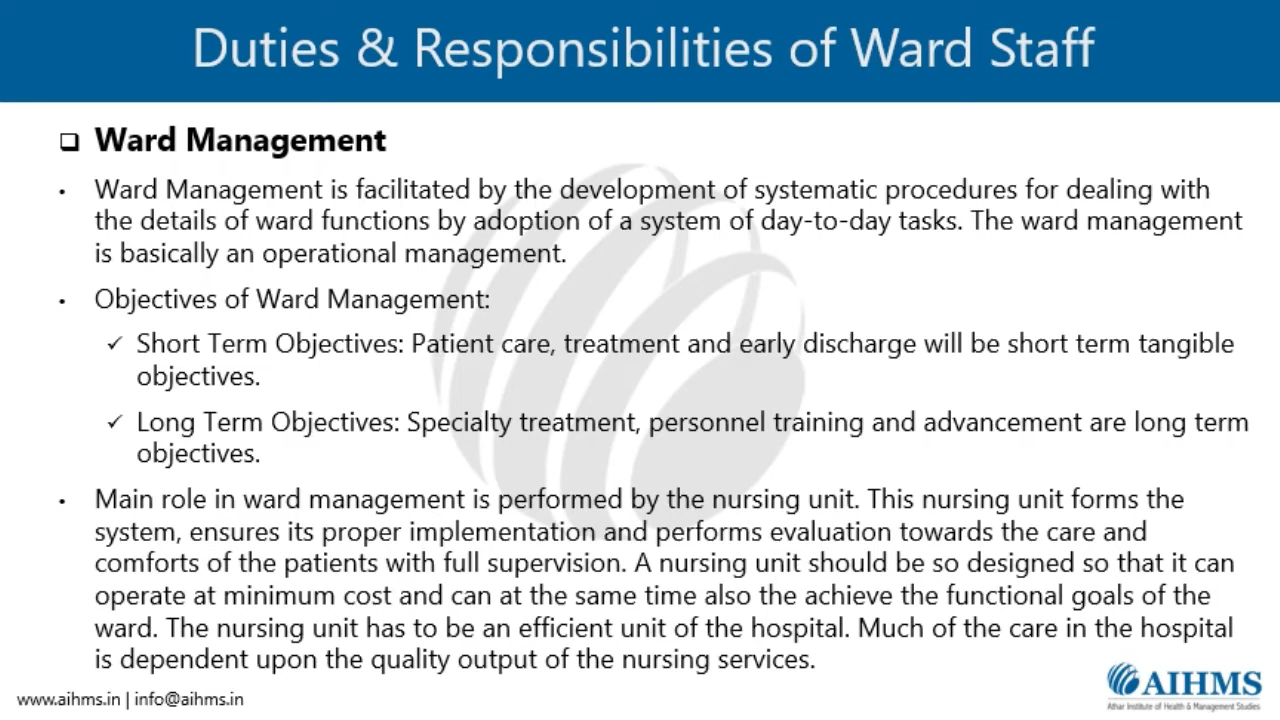 Duties & Responsibilities of Ward Staff
❑ Ward Management
• Ward Management is facilitated by the development of systematic procedures for dealing with
the details of ward functions by adoption of a system of day-to-day tasks. The ward management
is basically an operational management.
• Objectives of Ward Management:
✓ Short Term Objectives: Patient care, treatment and early discharge will be short term tangible
objectives.
✓ Long Term Objectives: Specialty treatment, personnel training and advancement are long term
objectives.
• Main role in ward management is performed by the nursing unit. This nursing unit forms the
system, ensures its proper implementation and performs evaluation towards the care and
comforts of the patients with full supervision. A nursing unit should be so designed so that it can
operate at minimum cost and can at the same time also the achieve the functional goals of the
ward. The nursing unit has to be an efficient unit of the hospital. Much of the care in the hospital
is dependent upon the quality output of the nursing services.
www.aihms.in | info@aihms.in
AIHMS
Athar Institute of Health & Management Studies